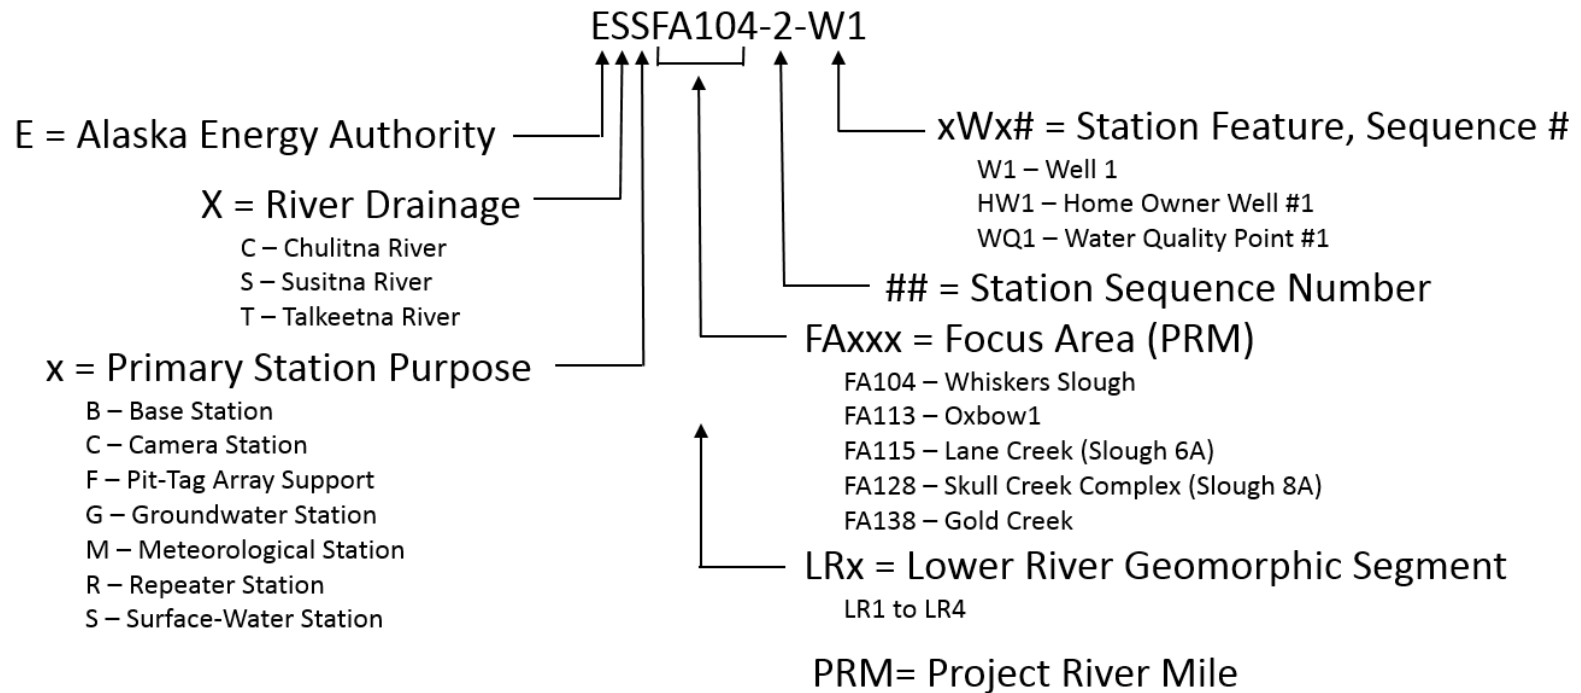 ESSFA104-2-W1
E = Alaska Energy Authority
X = River Drainage
C – Chulitna River
S – Susitna River
T – Talkeetna River
x = Primary Station Purpose
B – Base Station
C – Camera Station
F – Pit-Tag Array Support
G – Groundwater Station
M – Meteorological Station
R – Repeater Station
S – Surface-Water Station
xWx# = Station Feature, Sequence #
W1 – Well 1
HW1 – Home Owner Well #1
WQ1 – Water Quality Point #1
## = Station Sequence Number
FAxxx = Focus Area (PRM)
FA104 – Whiskers Slough
FA113 – Oxbow1
FA115 – Lane Creek (Slough 6A)
FA128 – Skull Creek Complex (Slough 8A)
FA138 – Gold Creek
LRx = Lower River Geomorphic Segment
LR1 to LR4
PRM= Project River Mile